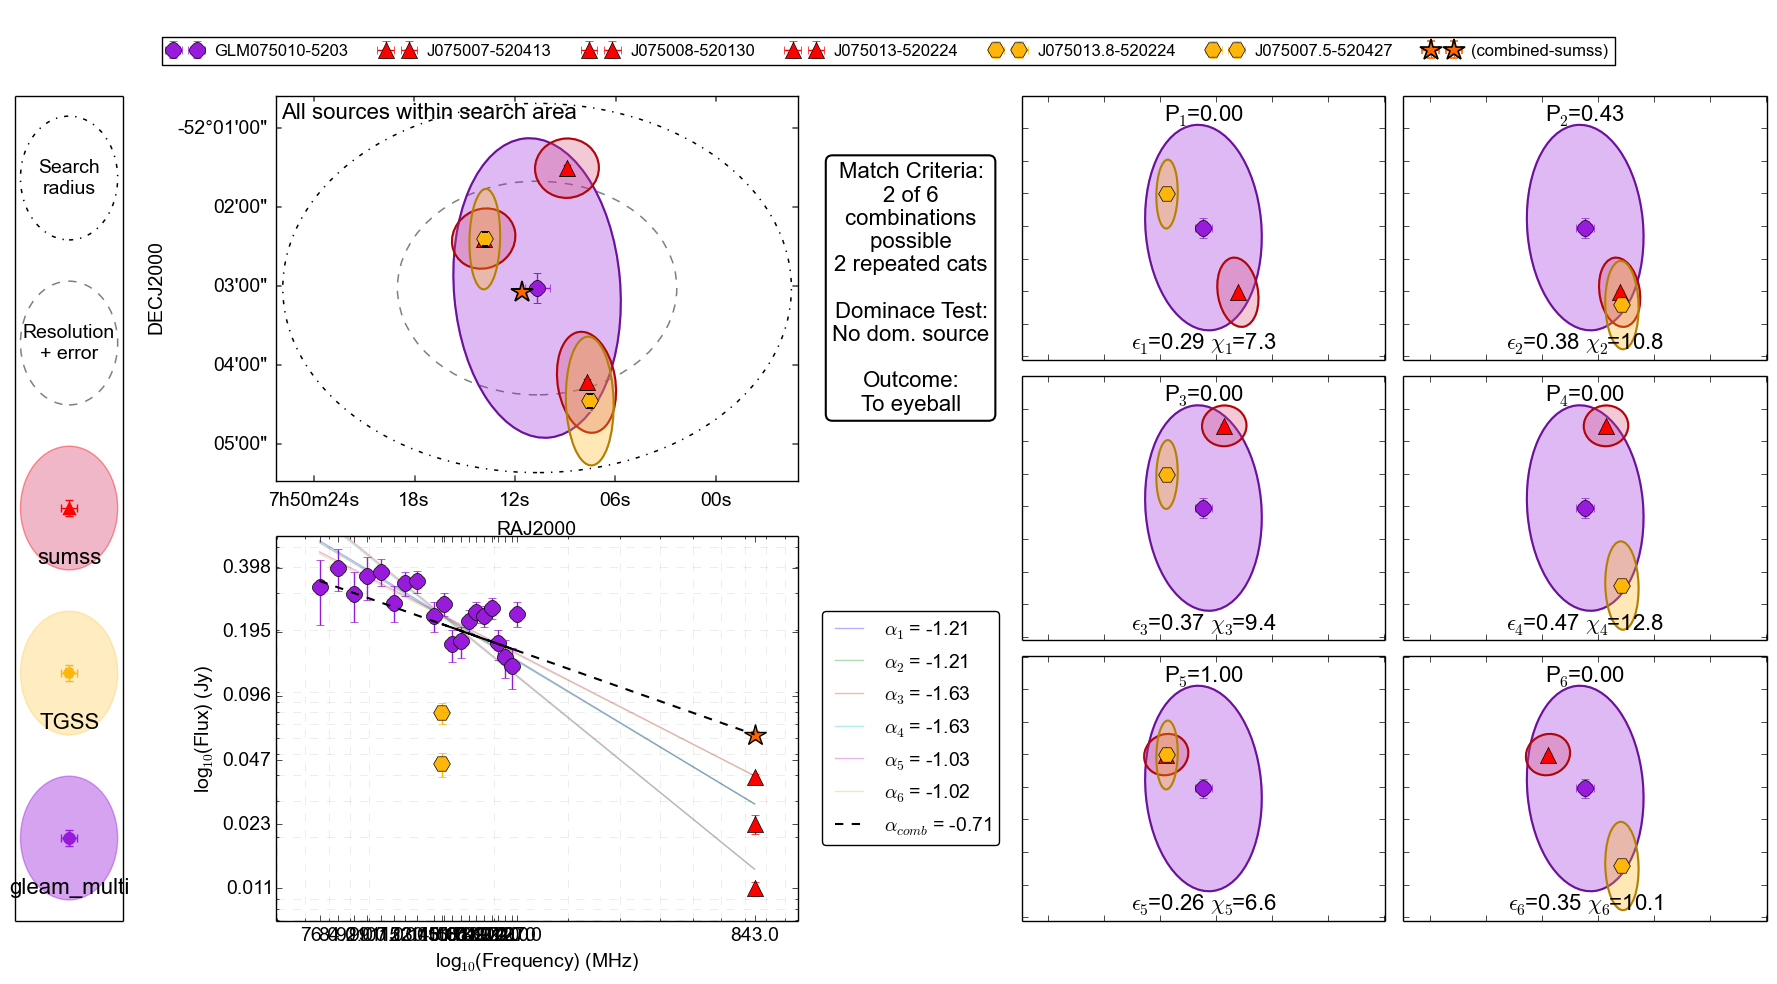 GLM075010-5203 J075007-520413 J075008-520130 J075013-520224 J075013.8-520224 J075007.5-520427 (combined-sumss)
Search
radius
Resolution
+ error
sumss
TGSS
gleam_multi
All sources within search area
-52°01'00"
02'00"
03'00"
04'00"
05'00"
DECJ2000
7h50m24s 18s 12s 06s 00s
RAJ2000
Match Criteria:
2 of 6
combinations
possible
2 repeated cats
Dominace Test:
No dom. source
Outcome:
To eyeball
0.398
0.195
0.096
0.047
0.023
0.011
log10(Flux) (Jy)
843.0
log10(Frequency) (MHz)
α1 = -1.21
α2 = -1.21
α3 = -1.63
α4 = -1.63
α5 = -1.03
α6 = -1.02
αcomb = -0.71
P1=0.00
ϵ1=0.29 χ1=7.3
P2=0.43
ϵ2=0.38 χ2=10.8
P3=0.00
ϵ3=0.37 χ3=9.4
P4=0.00
ϵ4=0.47 χ4=12.8
P5=1.00
ϵ5=0.26 χ5=6.6
P6=0.00
ϵ6=0.35 χ6=10.1